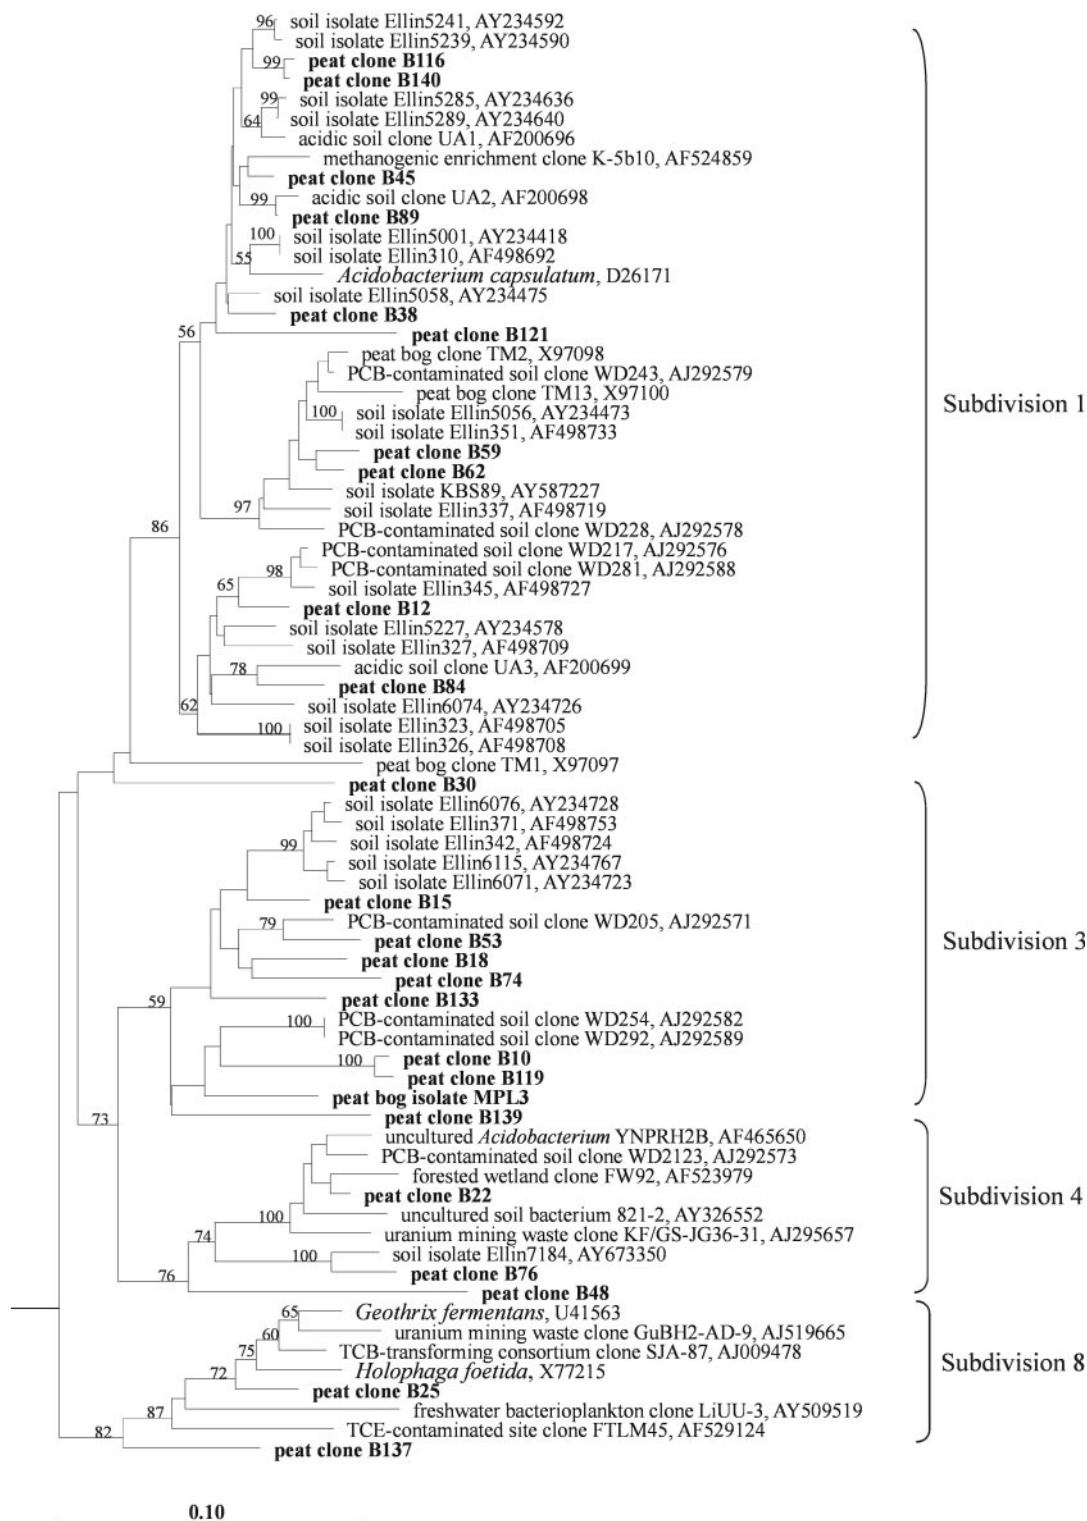 96 soil isolate Ellin5241, AY234592
soil isolate Ellin5239, AY234590
99 peat clone B116
peat clone B140
99 soil isolate Ellin5285, AY234636
soil isolate Ellin5289, AY234640
64 acidic soil clone UA1, AF200696
methanogenic enrichment clone K-5b10, AF524859
peat clone B45
99 acidic soil clone UA2, AF200698
peat clone B89
100 soil isolate Ellin5001, AY234418
soil isolate Ellin310, AF498692
55 Acidobacterium capsulatum, D26171
soil isolate Ellin5058, AY234475
peat clone B38
56 peat clone B121
peat bog clone TM2, X97098
PCB-contaminated soil clone WD243, AJ292579
peat bog clone TM13, X97100
Subdivision 1
100 soil isolate Ellin5056, AY234473
soil isolate Ellin351, AF498733
peat clone B59
peat clone B62
soil isolate KBS89, AY587227
97 soil isolate Ellin337, AF498719
86 PCB-contaminated soil clone WD228, AJ292578
PCB-contaminated soil clone WD217, AJ292576
98 PCB-contaminated soil clone WD281, AJ292588
65 soil isolate Ellin345, AF498727
peat clone B12
soil isolate Ellin5227, AY234578
soil isolate Ellin327, AF498709
78 acidic soil clone UA3, AF200699
peat clone B84
62 soil isolate Ellin6074, AY234726
100 soil isolate Ellin323, AF498705
soil isolate Ellin326, AF498708
peat bog clone TM1, X97097
peat clone B30
soil isolate Ellin6076, AY234728
soil isolate Ellin371, AF498753
99 soil isolate Ellin342, AF498724
soil isolate Ellin6115, AY234767
soil isolate Ellin6071, AY234723
peat clone B15
79 PCB-contaminated soil clone WD205, AJ292571
peat clone B53
Subdivision 3
peat clone B18
peat clone B74
59 peat clone B133
100 PCB-contaminated soil clone WD254, AJ292582
PCB-contaminated soil clone WD292, AJ292589
100 peat clone B10
peat clone B119
peat bog isolate MPL3
73 peat clone B139
uncultured Acidobacterium YNPRH2B, AF465650
PCB-contaminated soil clone WD2123, AJ292573
forested wetland clone FW92, AF523979
peat clone B22
Subdivision 4
100 uncultured soil bacterium 821-2, AY326552
74 uranium mining waste clone KF/GS-JG36-31, AJ295657
100 soil isolate Ellin7184, AY673350
76 peat clone B76
peat clone B48
65 Geothrix fermentans, U41563
60 uranium mining waste clone GuBH2-AD-9, AJ519665
75 TCB-transforming consortium clone SJA-87, AJ009478
Subdivision 8
72 Holophaga foetida, X77215
peat clone B25
87 freshwater bacterioplankton clone LiUU-3, AY509519
82 TCE-contaminated site clone FTLM45, AF529124
peat clone B137
0.10